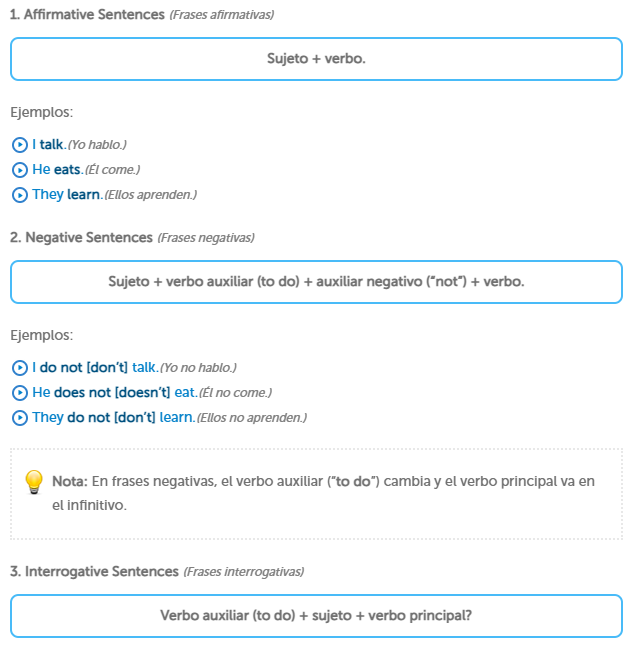 1. Affirmative Sentences (Frases afirmativas)
Sujeto + verbo.
Ejemplos:
I talk.(Yo hablo.)
He eats.(Él come.)
They learn.(Ellos aprenden.)
2. Negative Sentences (Frases negativas)
Sujeto + verbo auxiliar (to do) + auxiliar negativo (“not“) + verbo.
Ejemplos:
I do not [don’t] talk.(Yo no hablo.)
He does not [doesn’t] eat.(Él no come.)
They do not [don’t] learn.(Ellos no aprenden.)
Nota: En frases negativas, el verbo auxiliar (“to do“) cambia y el verbo principal va en
el infinitivo.
3. Interrogative Sentences (Frases interrogativas)
Verbo auxiliar (to do) + sujeto + verbo principal?